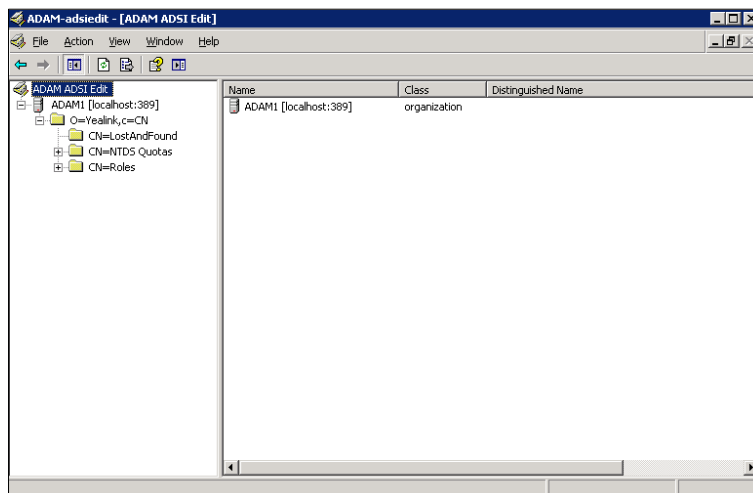 ADAM-adsiedit - [ADAM ADSI Edit]
File Action View Window Help
ADAM ADSI Edit
ADAM1 [localhost:389]
O=Yealink,c=CN
CN=LostAndFound
CN=NTDS Quotas
CN=Roles
Name Class Distinguished Name
ADAM1 [localhost:389] organization